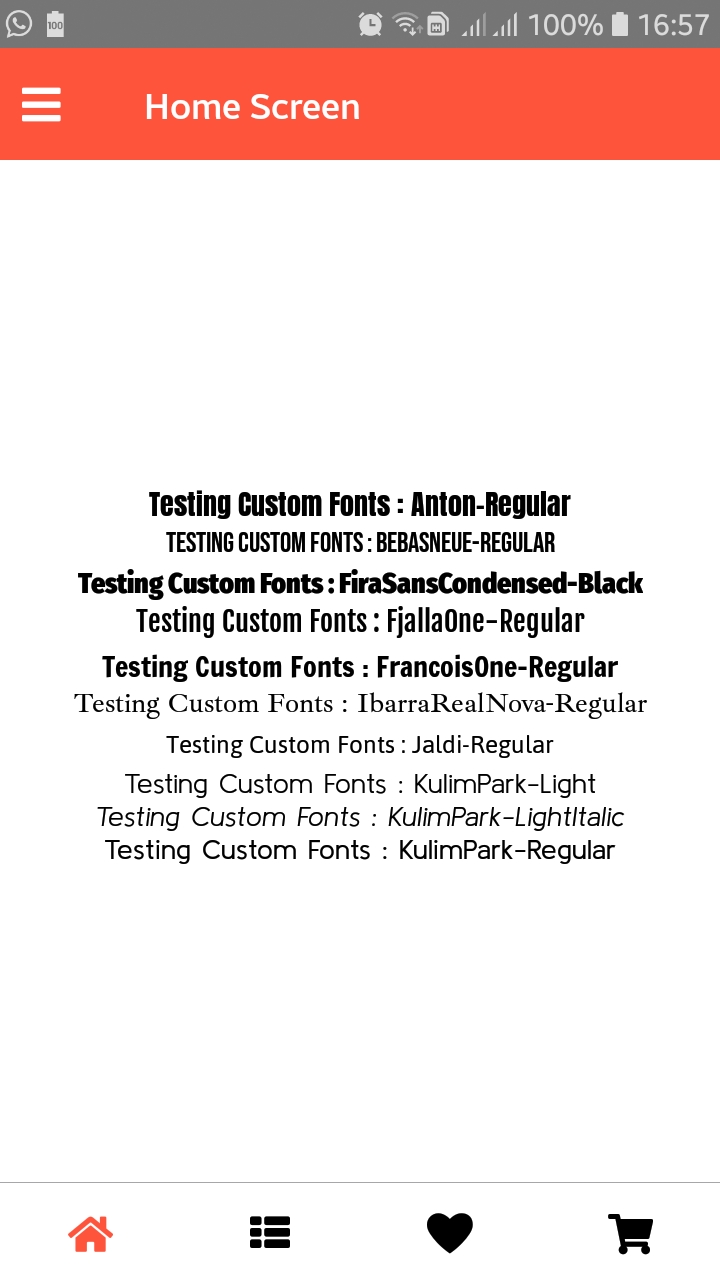 100 100% 16:57
Home Screen
Testing Custom Fonts : Anton-Regular
TESTING CUSTOM FONTS : BEBASNEUE-REGULAR
Testing Custom Fonts : FiraSansCondensed-Black
Testing Custom Fonts : FjallaOne-Regular
Testing Custom Fonts : FrancoisOne-Regular
Testing Custom Fonts : IbarraRealNova-Regular
Testing Custom Fonts : Jaldi-Regular
Testing Custom Fonts : KulimPark-Light
Testing Custom Fonts : KulimPark-LightItalic
Testing Custom Fonts : KulimPark-Regular